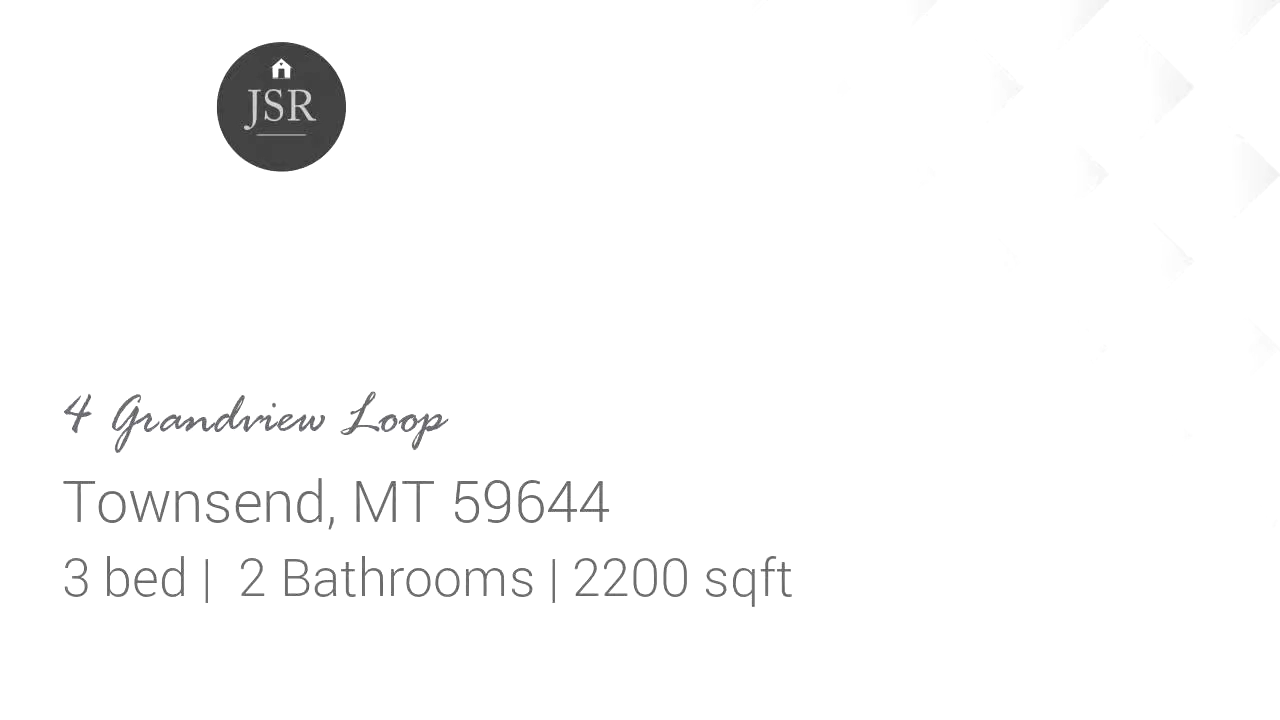 JSR
4 Grandview Loop
Townsend, MT 59644
3 bed | 2 Bathrooms | 2200 sqft